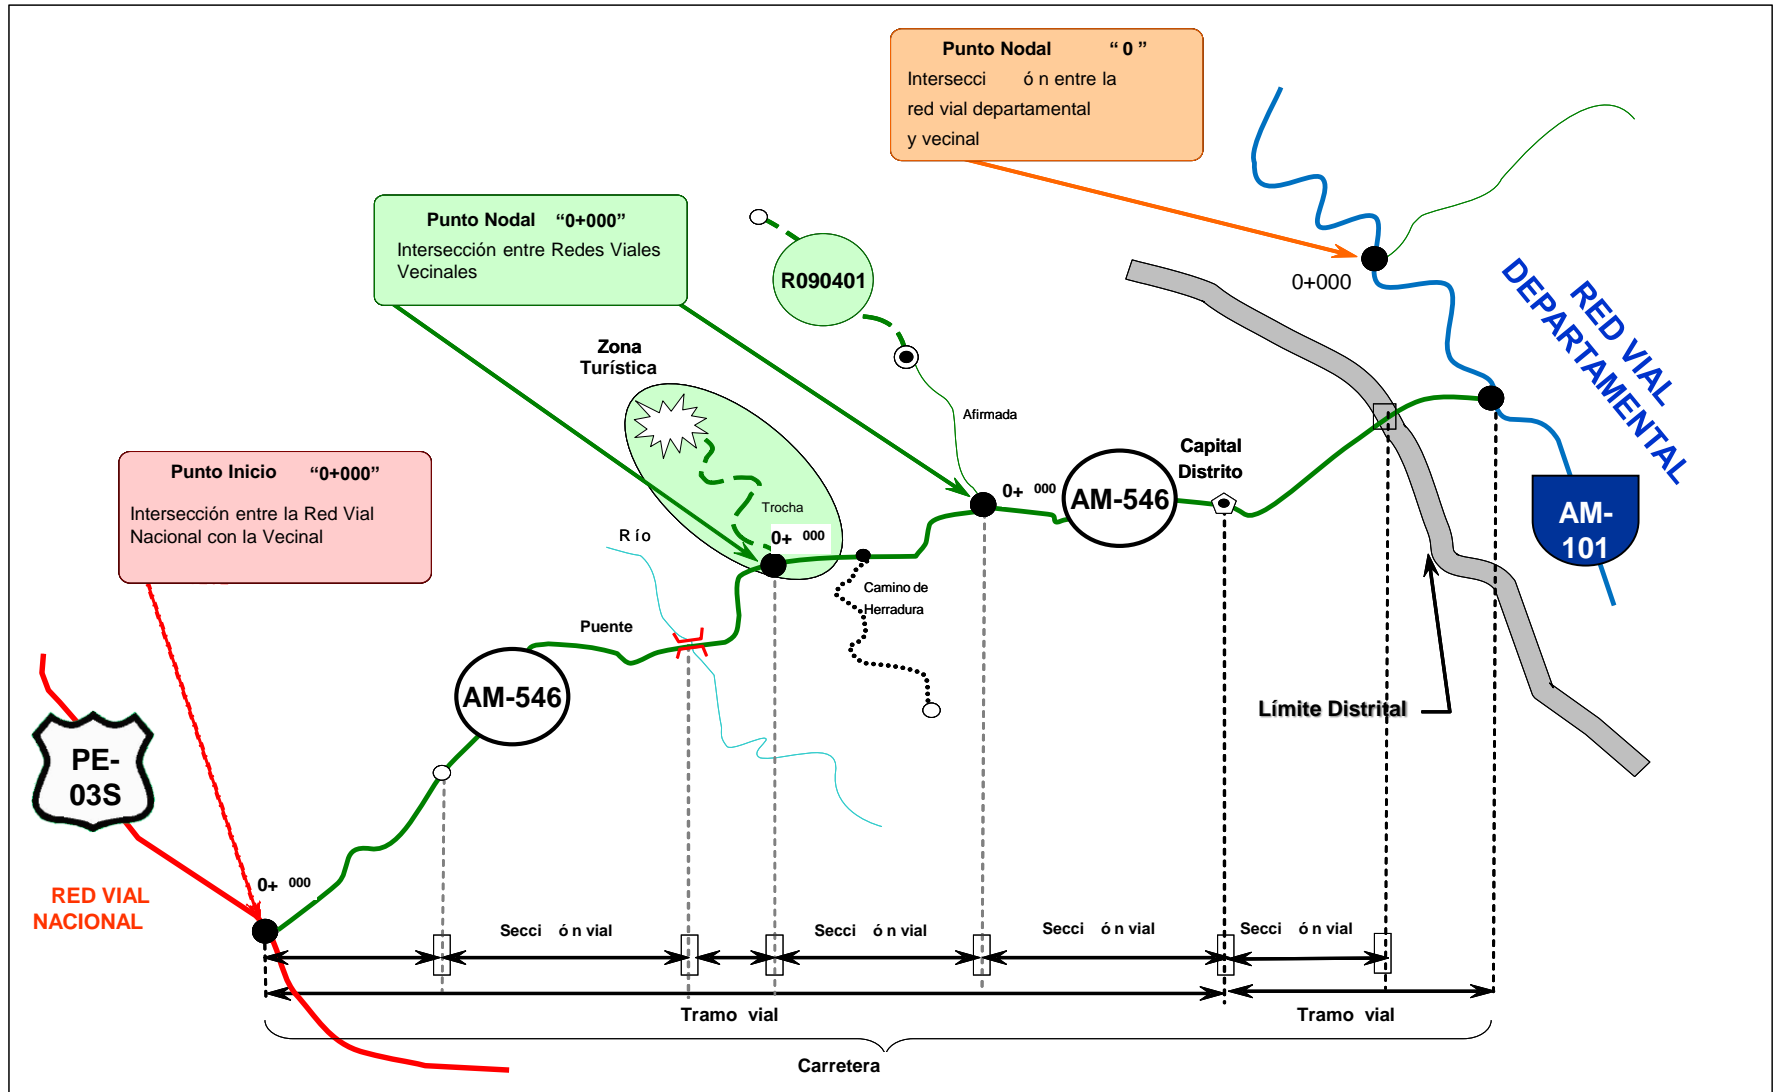 Punto Nodal “ 0 ”
Intersecci ó n entre la
red vial departamental
y vecinal
Punto Nodal “0+000”
Intersección entre Redes Viales
Vecinales
R090401
0+000
RED VIAL
DEPARTAMENTAL
Zona
Turística
Afirmada
Capital
Distrito
Punto Inicio “0+000”
Intersección entre la Red Vial
Nacional con la Vecinal
Trocha
0+ 000
0+ 000
AM-546
AM-
101
R ío
Camino de
Herradura
Puente
AM-546
Límite Distrital
PE-
03S
0+ 000
RED VIAL
NACIONAL
Secci ó n vial
Secci ó n vial
Secci ó n vial
Secci ó n vial
Tramo vial
Tramo vial
Carretera